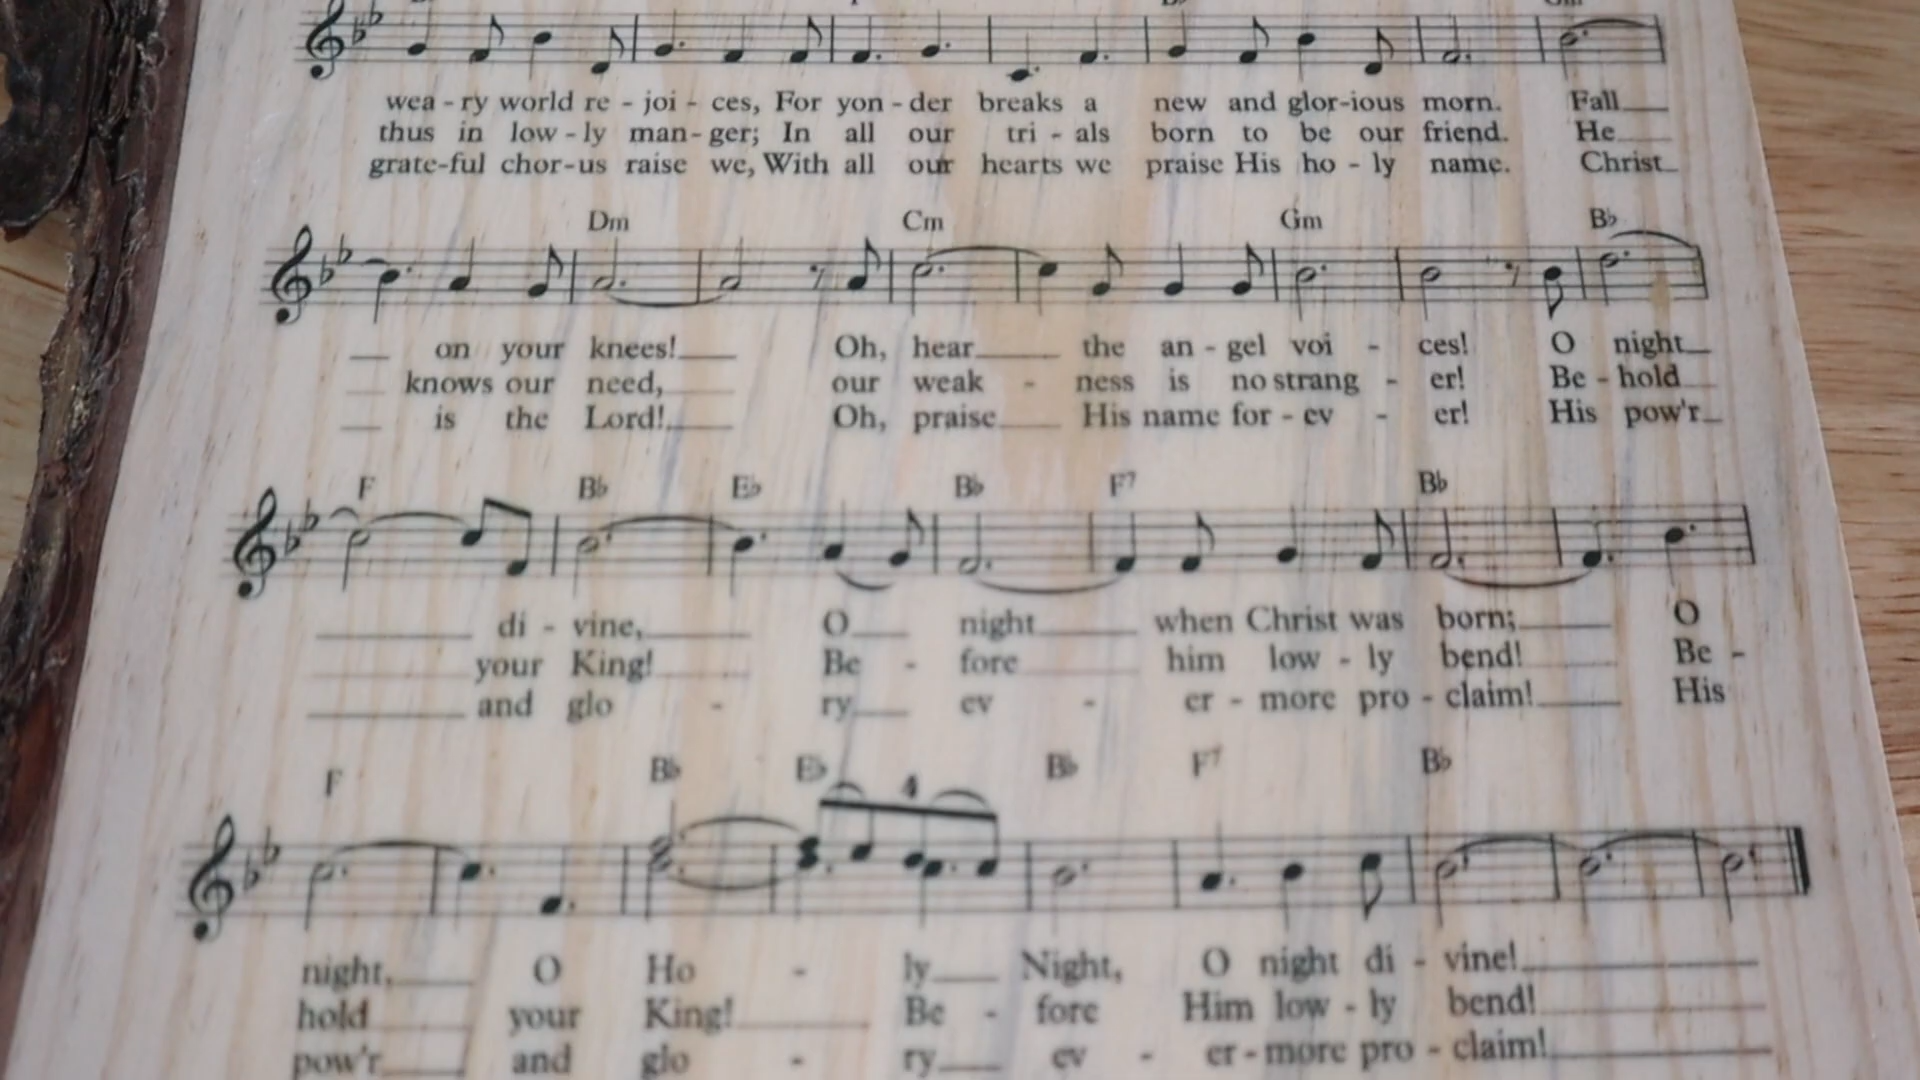 wea - ry world re - joi - ces, For yon - der breaks a new and glor-ious morn. Fall
thus in low - ly man - ger; In all our tri - als born to be our friend. He
grate-ful chor-us raise we, With all our hearts we praise His ho - ly name. Christ
Dm Cm Gm B♭
on your knees! Oh, hear the an - gel voi - ces! O night
knows our need, our weak - ness is no strang - er! Be - hold
is the Lord! Oh, praise His name for - ev - er! His pow'r
F B♭ E♭ B♭ F7 B♭
di - vine, O night when Christ was born; O
your King! Be - fore him low - ly bend! Be -
and glo - ry ev - er - more pro - claim! His
F B♭ E♭ 4 B♭ F7 B♭
night, O Ho - ly Night, O night di - vine!
hold your King! Be - fore Him low - ly bend!
pow'r and glo - ry ev - er - more pro - claim!